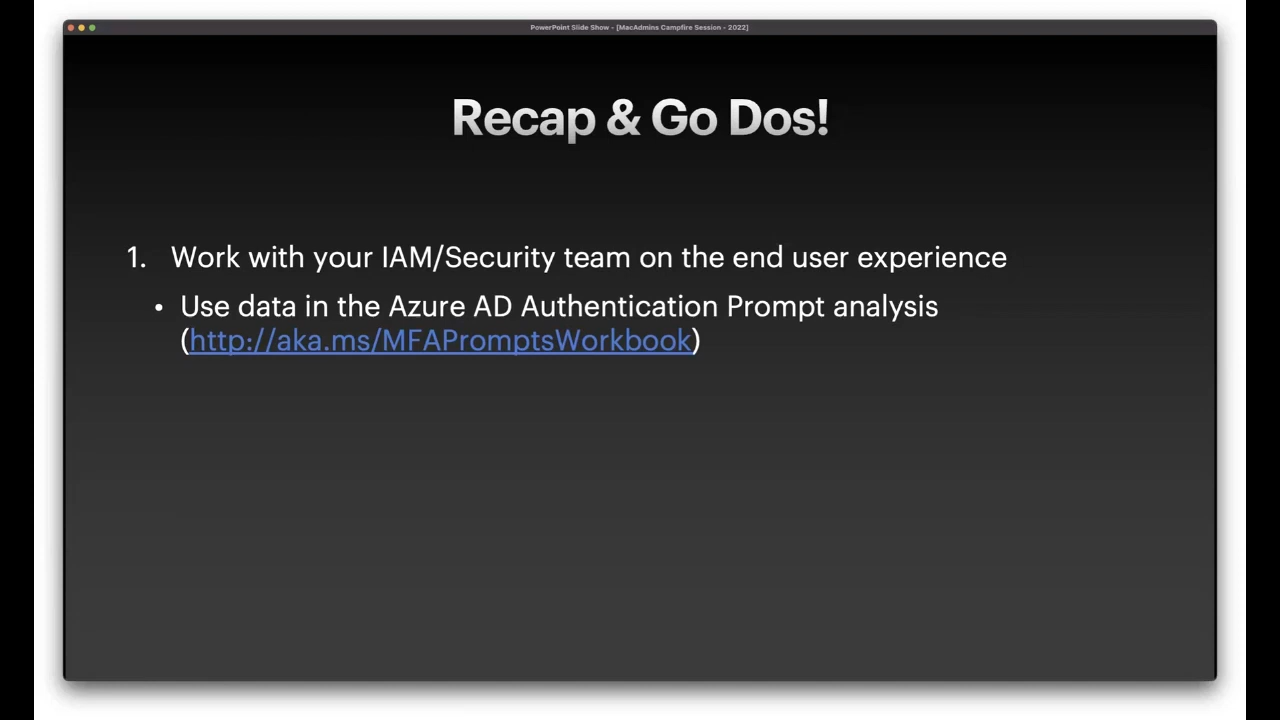 PowerPoint Slide Show - [MacAdmins Campfire Session - 2022]
Recap & Go Dos!
1. Work with your IAM/Security team on the end user experience
• Use data in the Azure AD Authentication Prompt analysis
(http://aka.ms/MFAPromptsWorkbook)